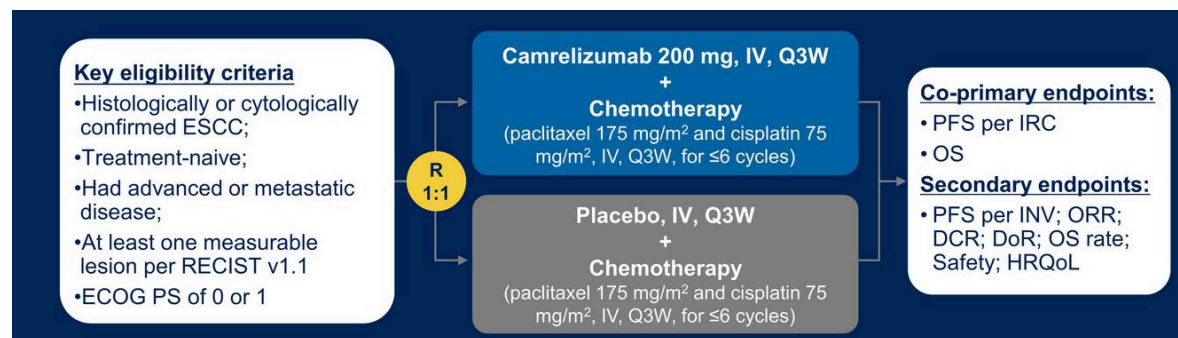 Key eligibility criteria
•Histologically or cytologically
confirmed ESCC;
•Treatment-naive;
•Had advanced or metastatic
disease;
•At least one measurable
lesion per RECIST v1.1
•ECOG PS of 0 or 1
R
1:1
Camrelizumab 200 mg, IV, Q3W
+
Chemotherapy
(paclitaxel 175 mg/m² and cisplatin 75
mg/m², IV, Q3W, for ≤6 cycles)
Placebo, IV, Q3W
+
Chemotherapy
(paclitaxel 175 mg/m² and cisplatin 75
mg/m², IV, Q3W, for ≤6 cycles)
Co-primary endpoints:
• PFS per IRC
• OS
Secondary endpoints:
• PFS per INV; ORR;
DCR; DoR; OS rate;
Safety; HRQoL